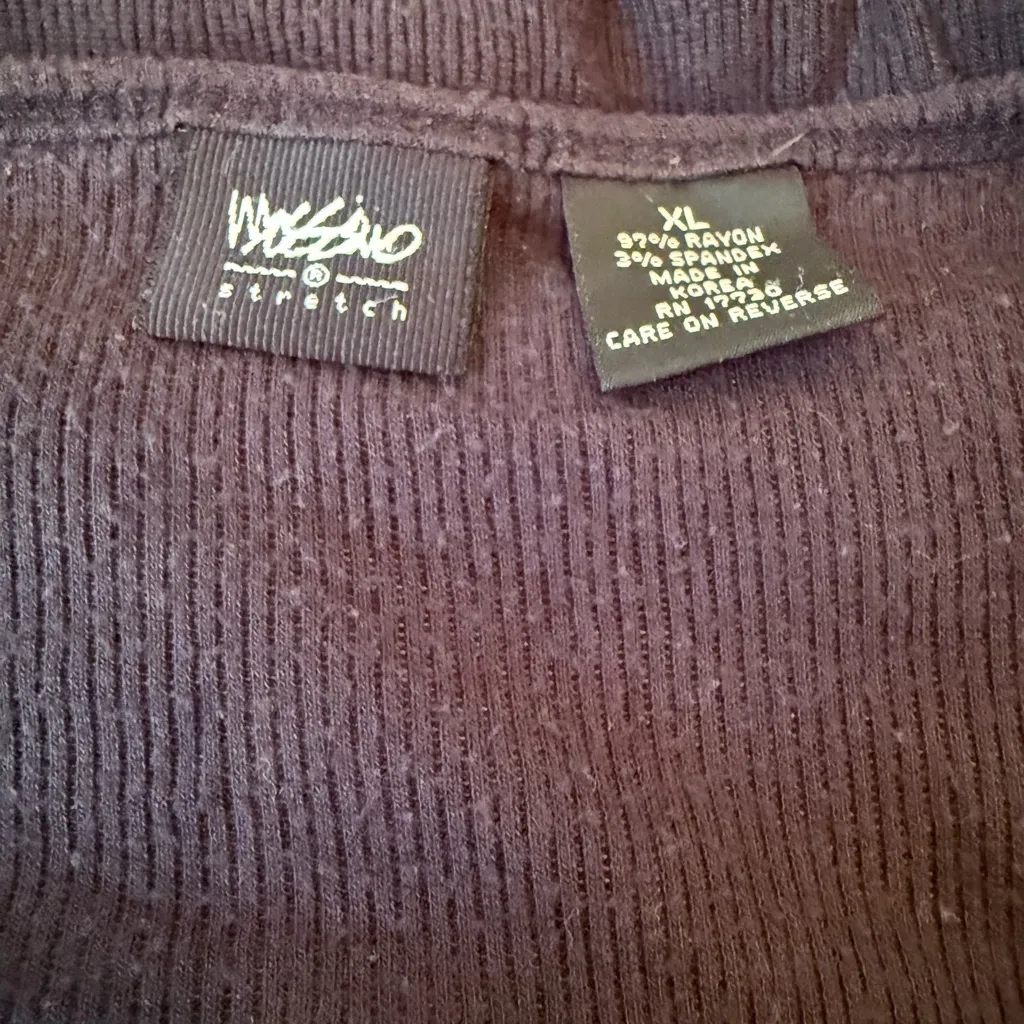 Mossimo
®
stretch
XL
97% RAYON
3% SPANDEX
MADE IN
KOREA
RN 17730
CARE ON REVERSE